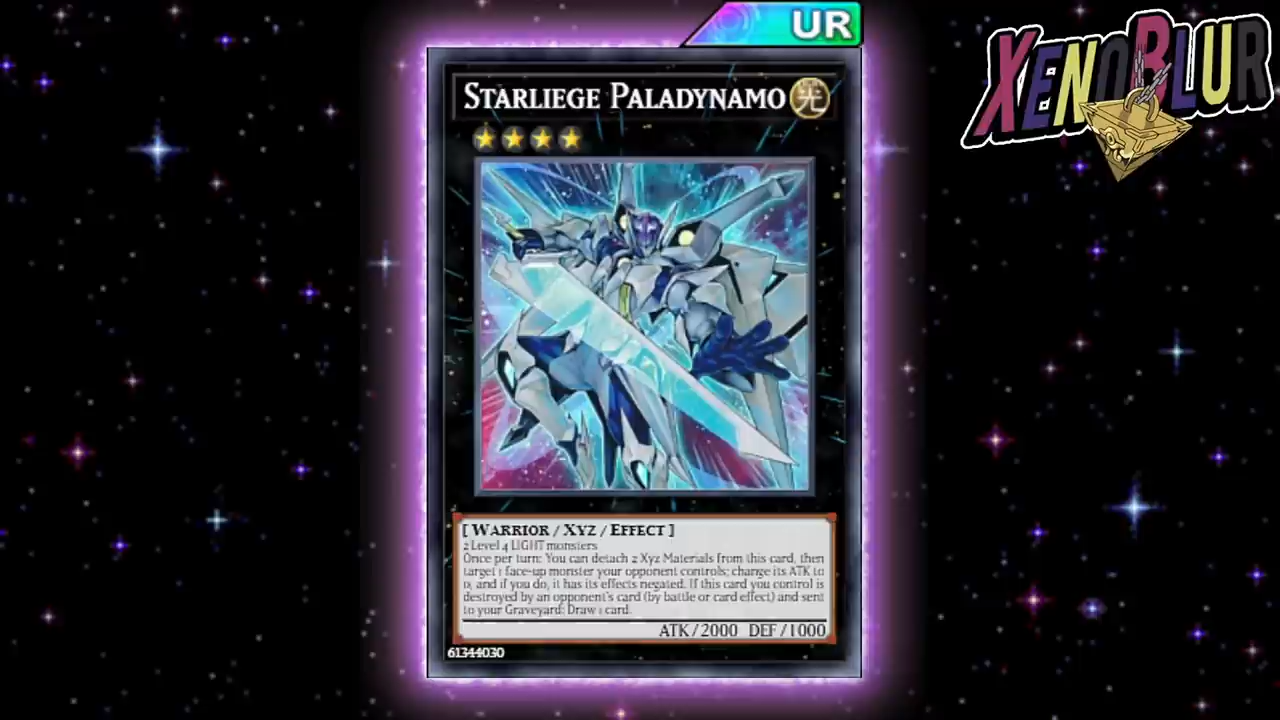 UR
XENOBLUR
STARLIEGE PALADYNAMO 光
[ WARRIOR / XYZ / EFFECT ]
2 Level 4 LIGHT monsters
Once per turn: You can detach 2 Xyz Materials from this card, then
target 1 face-up monster your opponent controls; change its ATK to
0, and if you do, it has its effects negated. If this card you control is
destroyed by an opponent's card (by battle or card effect) and sent
to your Graveyard: Draw 1 card.
ATK/2000 DEF/1000
61344030